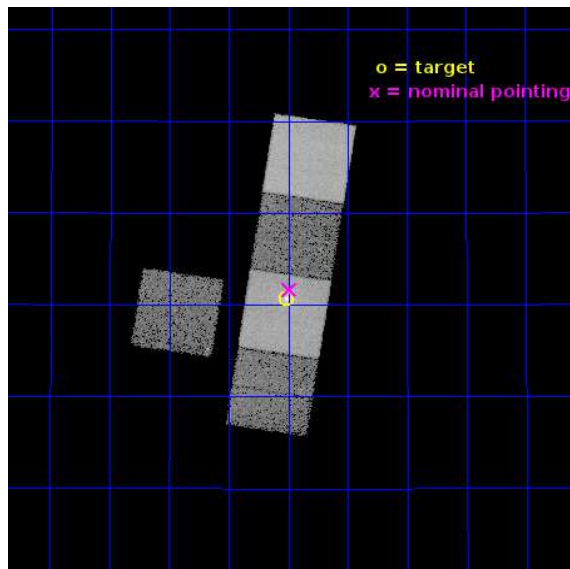 o = target
x = nominal pointing